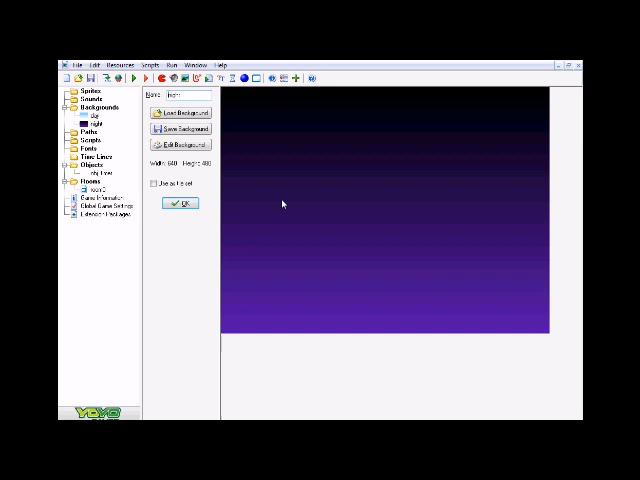 File Edit Resources Scripts Run Window Help
Sprites
Sounds
Backgrounds
day
night
Paths
Scripts
Fonts
Time Lines
Objects
Rooms
room0
Game Information
Global Game Settings
Extension Packages
Name: night
Load Background
Save Background
Edit Background
Width: 640 Height: 480
Use as tile set
OK
YOYO